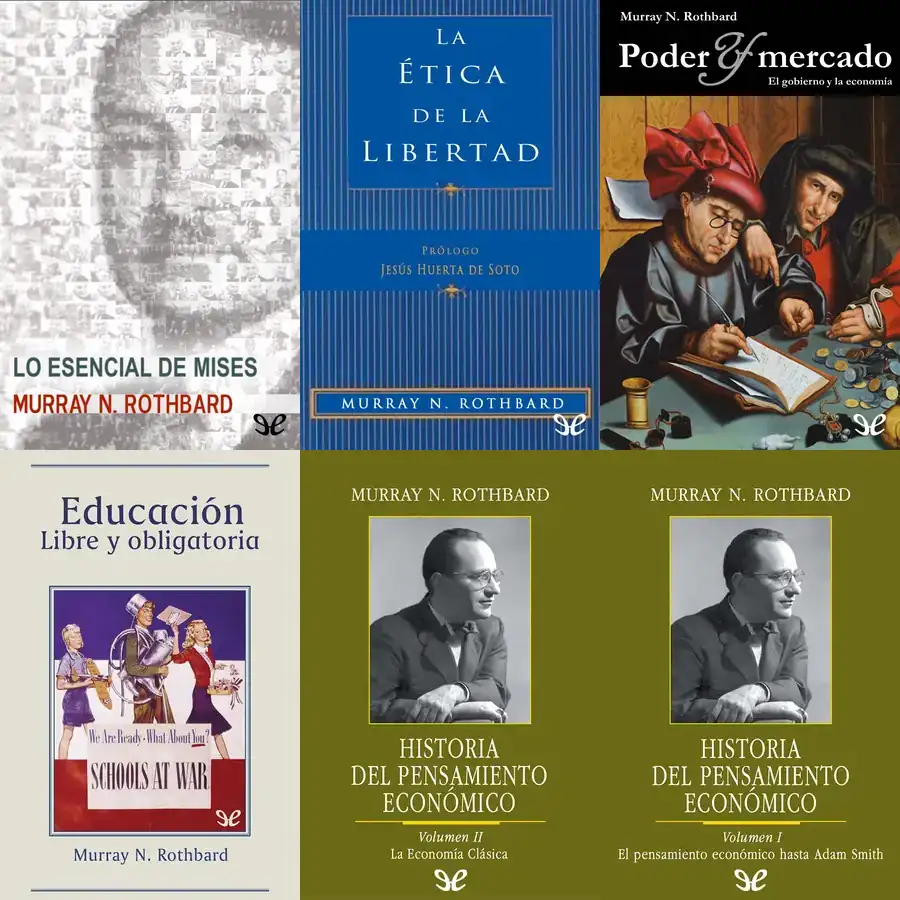 LO ESENCIAL DE MISES
MURRAY N. ROTHBARD
LA
ÉTICA
DE LA
LIBERTAD
PRÓLOGO
JESÚS HUERTA DE SOTO
MURRAY N. ROTHBARD
Murray N. Rothbard
Poder & mercado
El gobierno y la economía
Educación
Libre y obligatoria
We Are Ready - What About You?
SCHOOLS AT WAR
Murray N. Rothbard
MURRAY N. ROTHBARD
HISTORIA
DEL PENSAMIENTO
ECONÓMICO
Volumen II
La Economía Clásica
MURRAY N. ROTHBARD
HISTORIA
DEL PENSAMIENTO
ECONÓMICO
Volumen I
El pensamiento económico hasta Adam Smith